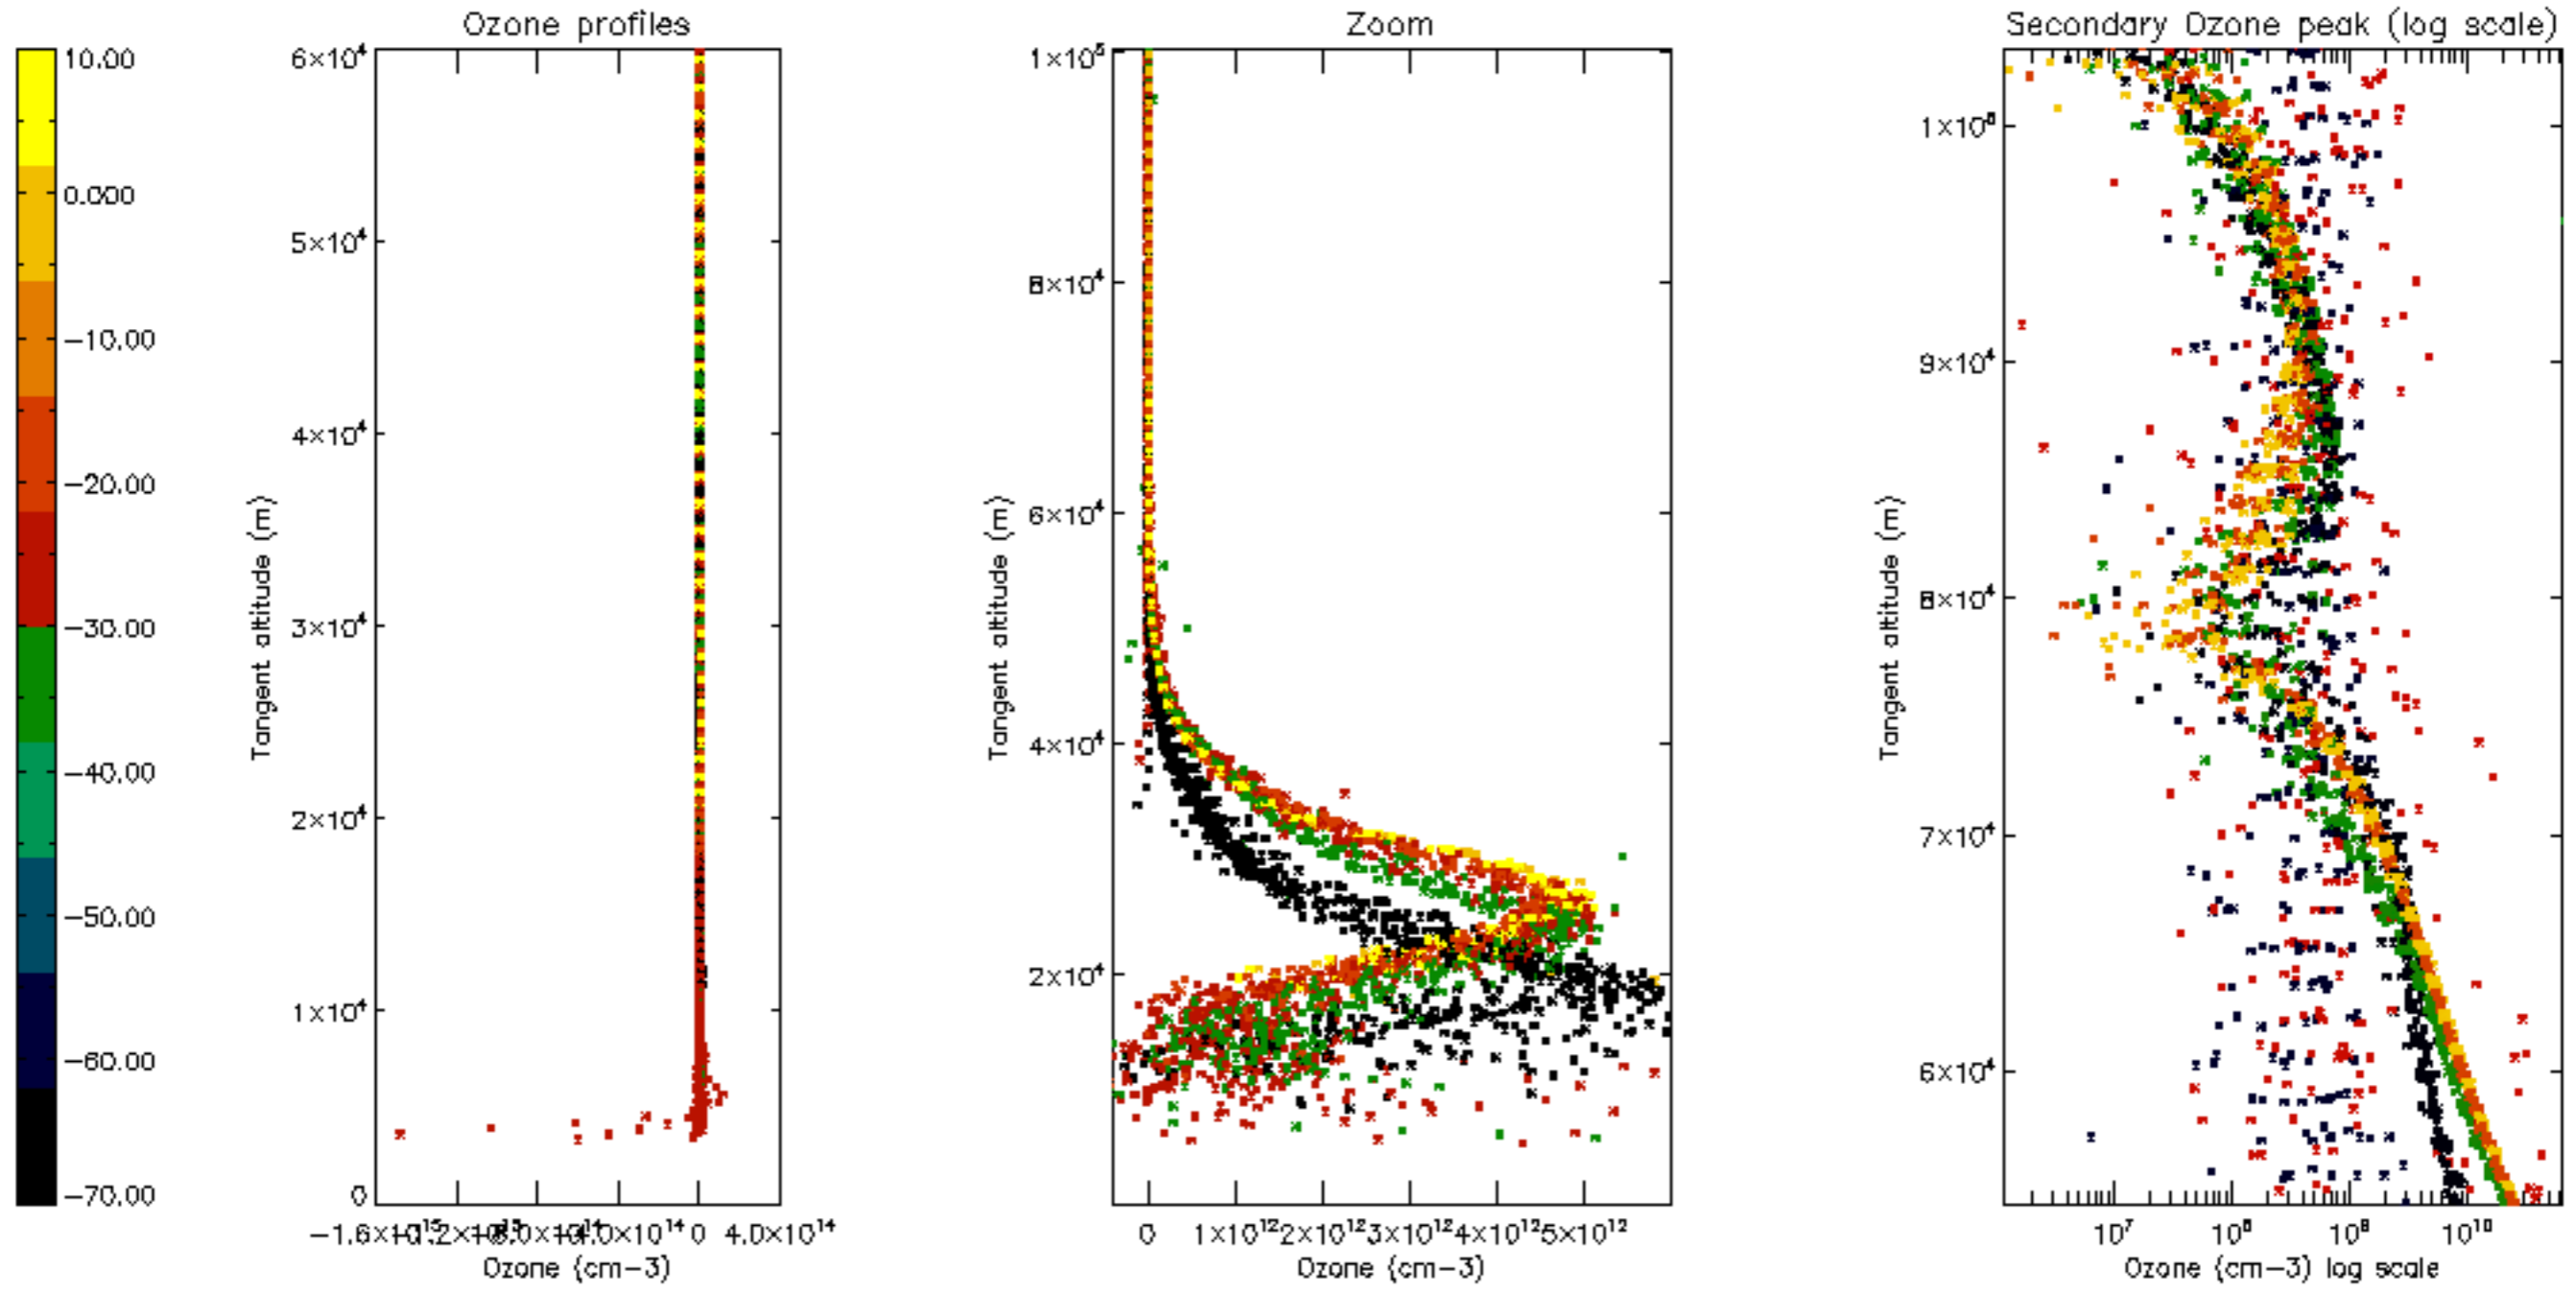 Ozone profiles
Zoom
Secondary Ozone peak (log scale)
10.00
0.00
−10.00
−20.00
−30.00
−40.00
−50.00
−60.00
−70.00
6×10⁴
5×10⁴
4×10⁴
3×10⁴
2×10⁴
1×10⁴
0
Tangent altitude (m)
0
4.0×10¹⁴
Ozone (cm−3)
1×10⁵
8×10⁴
6×10⁴
4×10⁴
2×10⁴
Tangent altitude (m)
0 1×10¹² 2×10¹² 3×10¹² 4×10¹² 5×10¹²
Ozone (cm−3)
1×10⁵
9×10⁴
8×10⁴
7×10⁴
6×10⁴
Tangent altitude (m)
10⁷ 10⁸ 10⁹ 10¹⁰
Ozone (cm−3) log scale